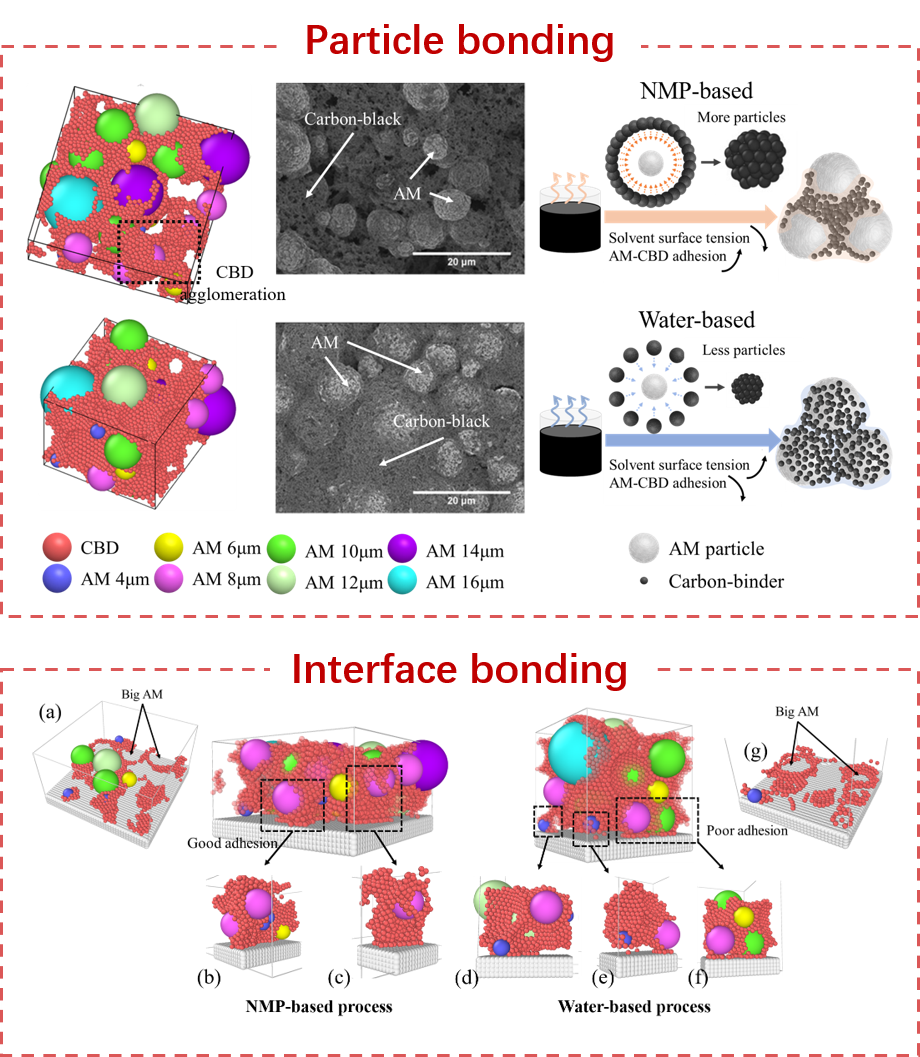 Particle bonding
CBD
agglomeration
Carbon-black
AM
20 μm
NMP-based
More particles
Solvent surface tension
AM-CBD adhesion
AM
Carbon-black
20 μm
Water-based
Less particles
Solvent surface tension
AM-CBD adhesion
CBD
AM 6μm
AM 10μm
AM 14μm
AM 4μm
AM 8μm
AM 12μm
AM 16μm
AM particle
Carbon-binder
Interface bonding
(a)
Big AM
Good adhesion
(b)
(c)
NMP-based process
Big AM
(g)
Poor adhesion
(d)
(e)
(f)
Water-based process